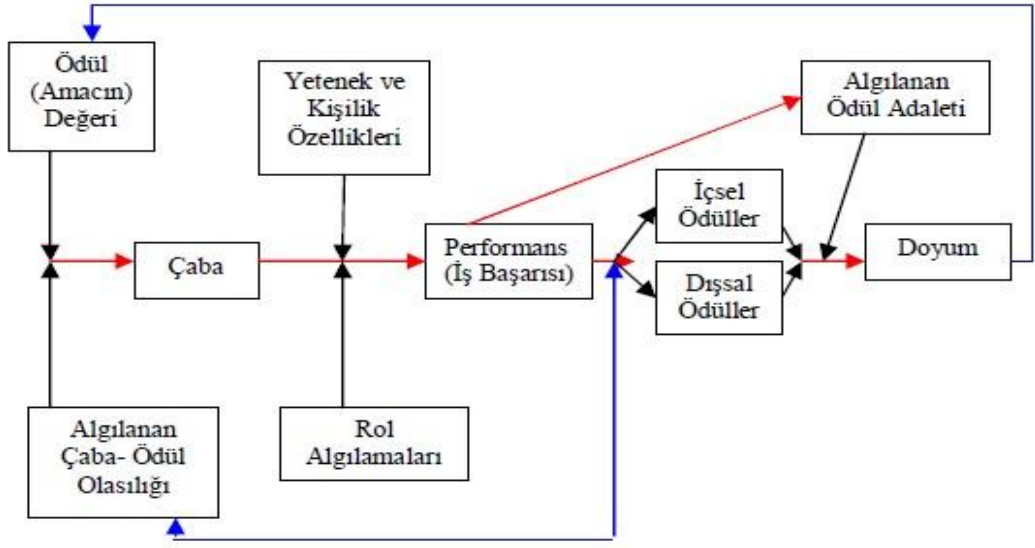 Ödül
(Amacın)
Değeri
Yetenek ve
Kişilik
Özellikleri
Algılanan
Ödül Adaleti
İçsel
Ödüller
Çaba
Performans
(İş Başarısı)
Doyum
Dışsal
Ödüller
Algılanan
Çaba- Ödül
Olasılığı
Rol
Algılamaları